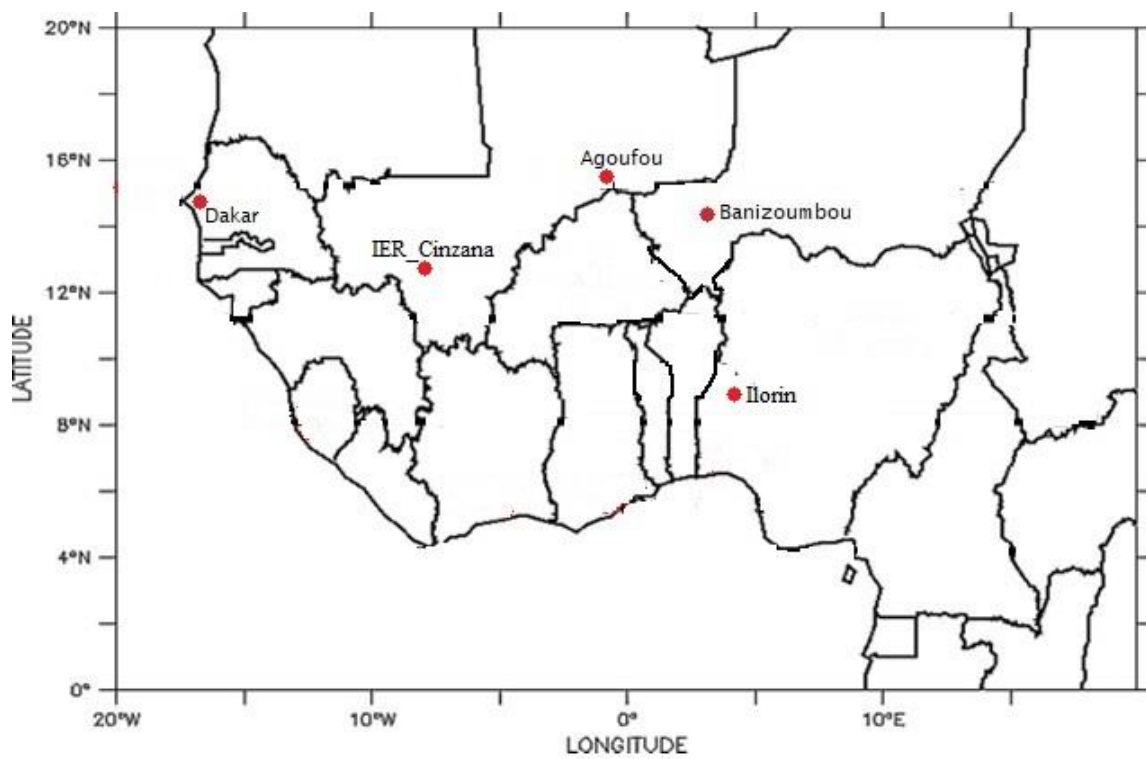 20°N
16°N
Agoufou
Dakar
Banizoumbou
IER_Cinzana
12°N
LATITUDE
Ilorin
8°N
4°N
0°
20°W
10°W
0°
10°E
LONGITUDE